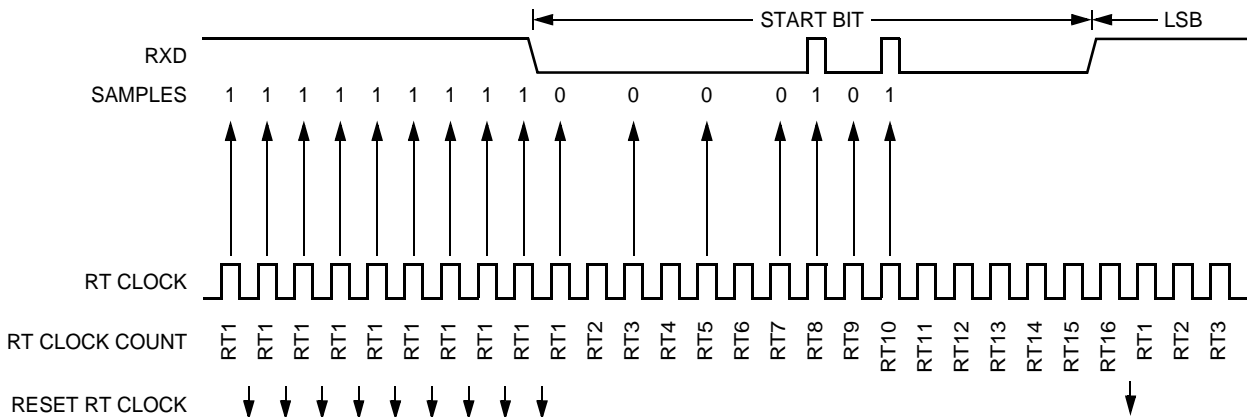 START BIT LSB
RXD
SAMPLES 1 1 1 1 1 1 1 1 1 0 0 0 0 1 0 1
RT CLOCK
RT CLOCK COUNT RT1 RT1 RT1 RT1 RT1 RT1 RT1 RT1 RT1 RT1 RT2 RT3 RT4 RT5 RT6 RT7 RT8 RT9 RT10 RT11 RT12 RT13 RT14 RT15 RT16 RT1 RT2 RT3
RESET RT CLOCK